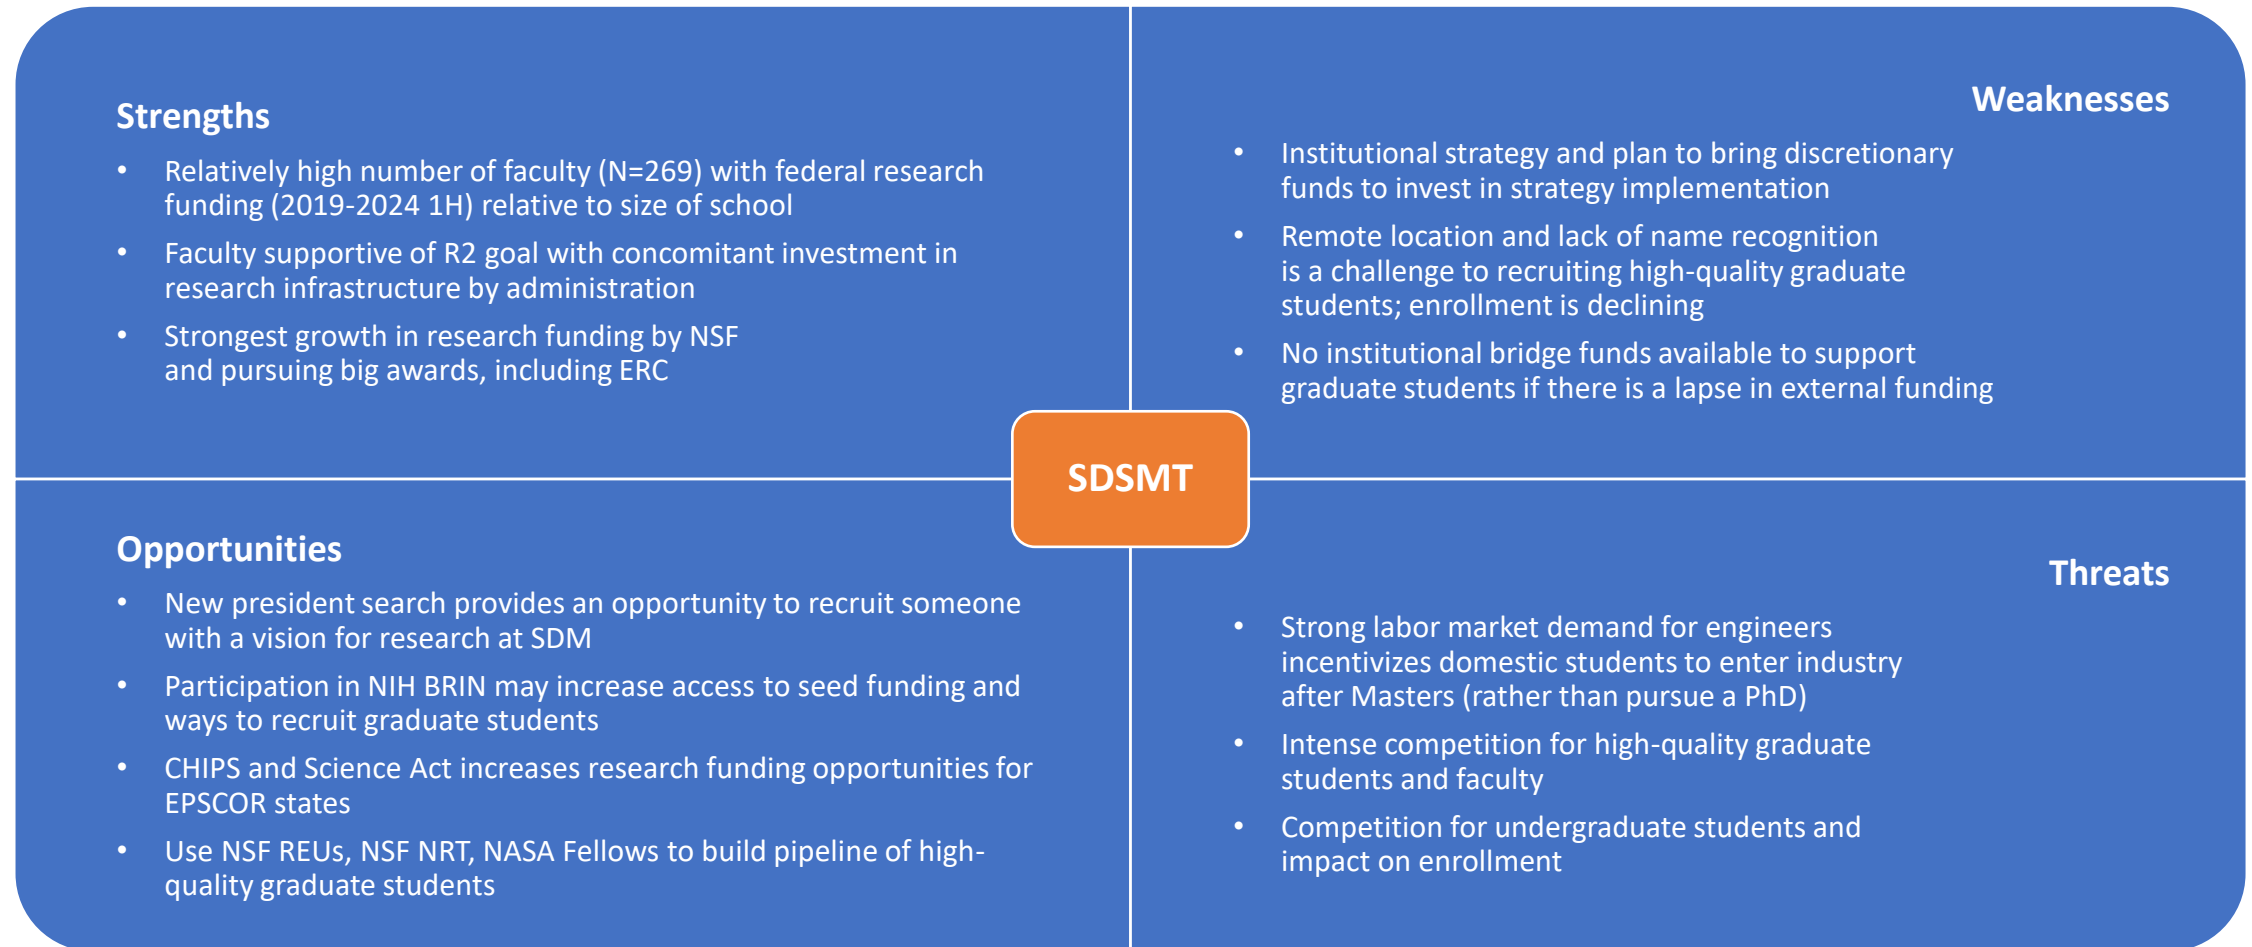 Strengths
• Relatively high number of faculty (N=269) with federal research
funding (2019-2024 1H) relative to size of school
• Faculty supportive of R2 goal with concomitant investment in
research infrastructure by administration
• Strongest growth in research funding by NSF
and pursuing big awards, including ERC
Weaknesses
• Institutional strategy and plan to bring discretionary
funds to invest in strategy implementation
• Remote location and lack of name recognition
is a challenge to recruiting high-quality graduate
students; enrollment is declining
• No institutional bridge funds available to support
graduate students if there is a lapse in external funding
SDSMT
Opportunities
• New president search provides an opportunity to recruit someone
with a vision for research at SDM
• Participation in NIH BRIN may increase access to seed funding and
ways to recruit graduate students
• CHIPS and Science Act increases research funding opportunities for
EPSCOR states
• Use NSF REUs, NSF NRT, NASA Fellows to build pipeline of high-
quality graduate students
Threats
• Strong labor market demand for engineers
incentivizes domestic students to enter industry
after Masters (rather than pursue a PhD)
• Intense competition for high-quality graduate
students and faculty
• Competition for undergraduate students and
impact on enrollment